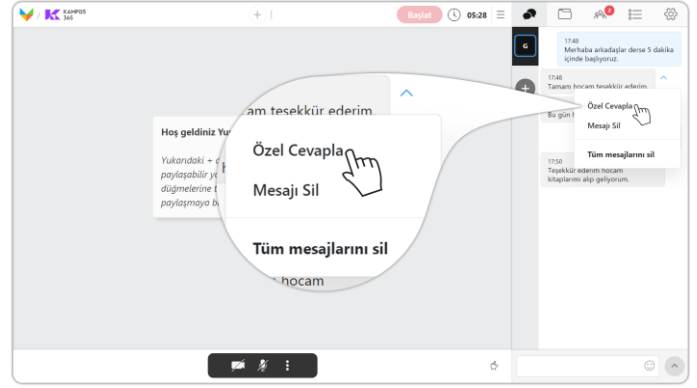 KAMPUS
365
Başlat
05:28
2
G
17:48
Merhaba arkadaşlar derse 5 dakika
içinde başlıyoruz.
17:48
Tamam hocam teşekkür ederim.
Özel Cevapla
Bu gün
Mesajı Sil
Tüm mesajlarını sil
17:50
Teşekkür ederim hocam
kitaplarımı alıp geliyorum.
Hoş geldiniz
Yukarıdaki +
paylaşabilir
düğmelerine
paylaşmaya
am teşekkür ederim.
Özel Cevapla
Mesajı Sil
Tüm mesajlarını sil
hocam